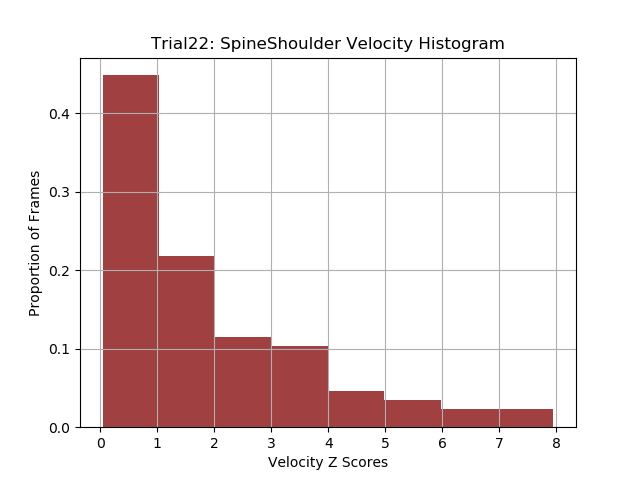 Trial22: SpineShoulder Velocity Histogram
Proportion of Frames
0.4
0.3
0.2
0.1
0.0
0 1 2 3 4 5 6 7 8
Velocity Z Scores